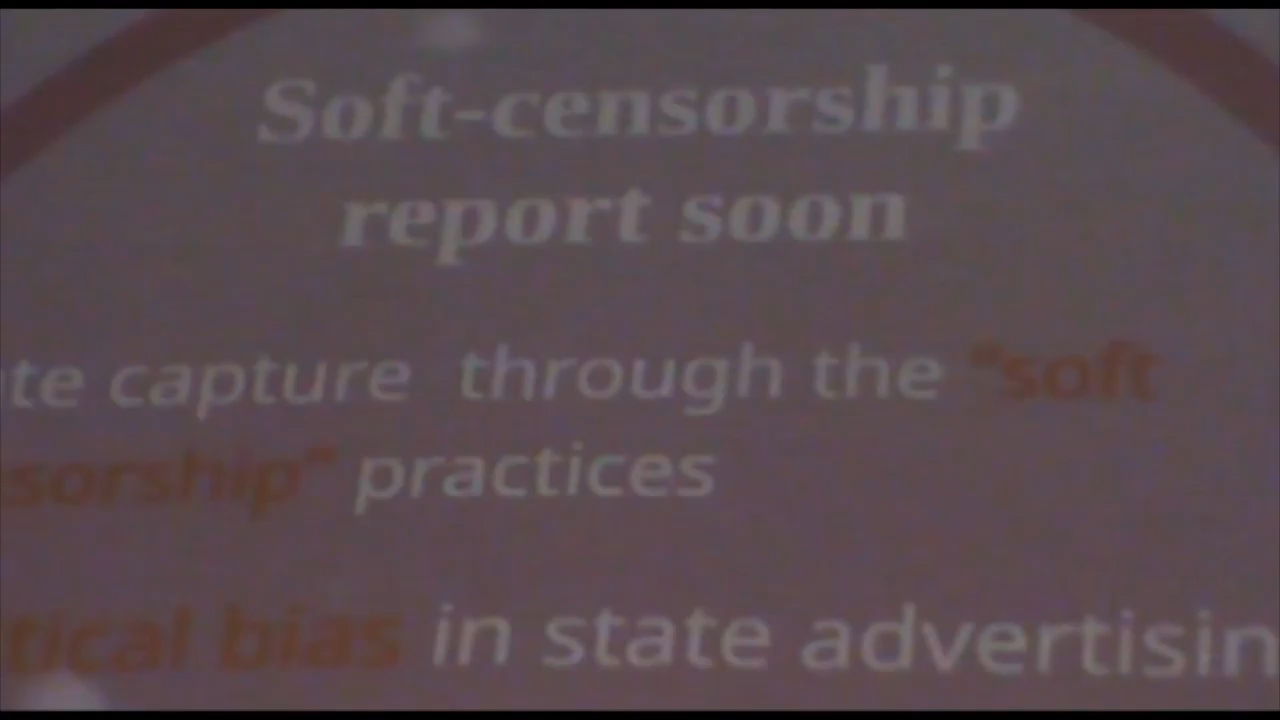 Soft-censorship
report soon
te capture through the "soft
sorship" practices
tical bias in state advertisin